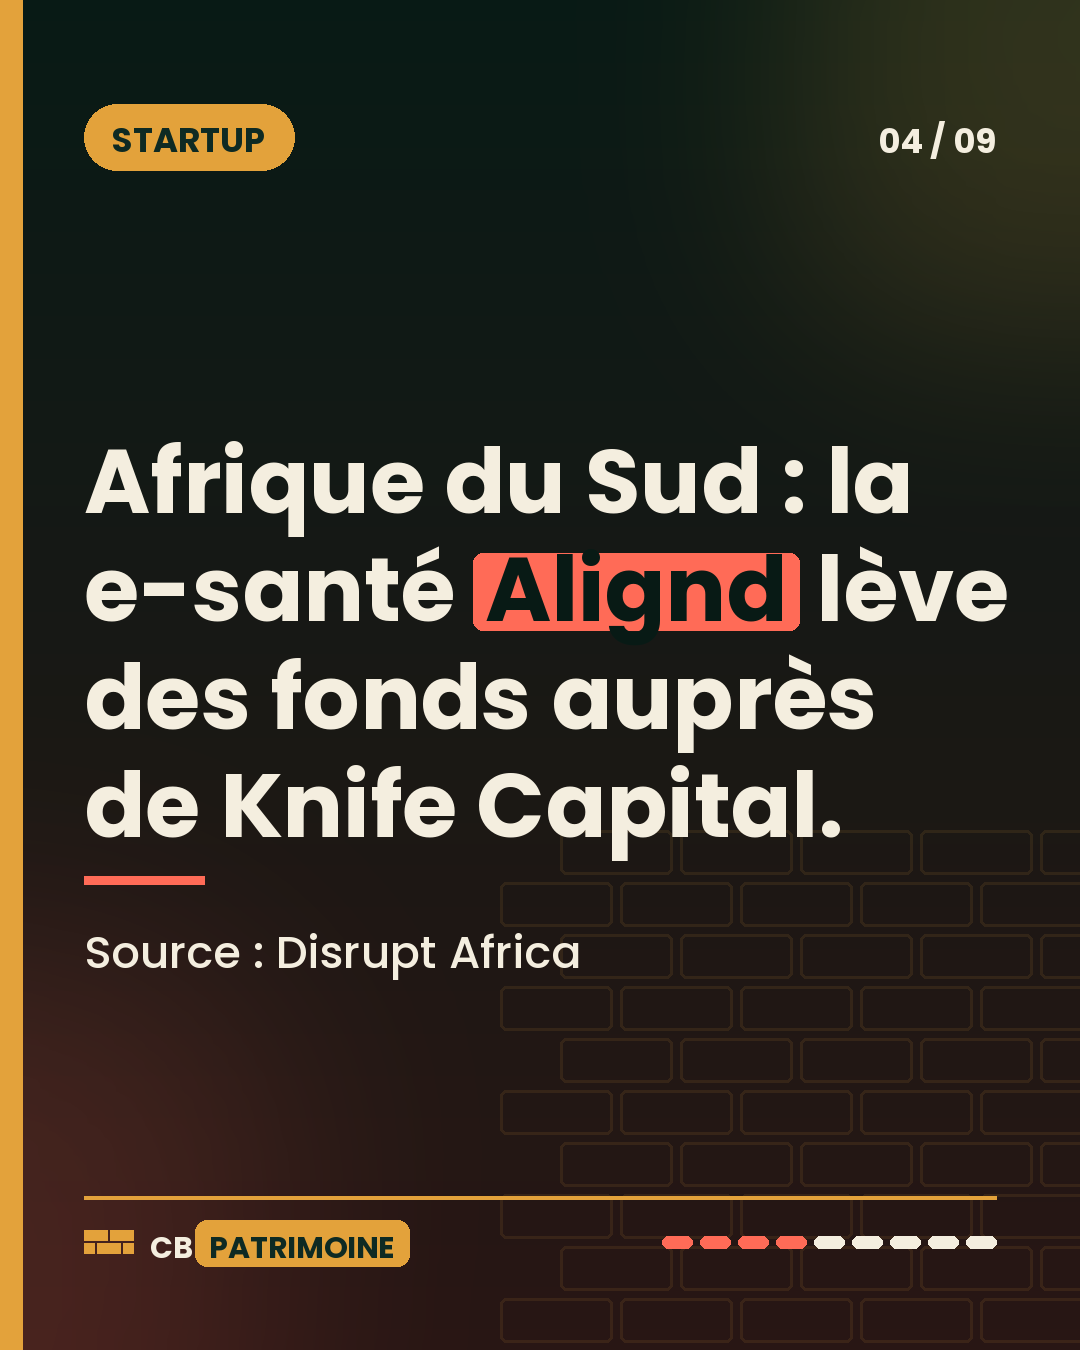 STARTUP
04 / 09
Afrique du Sud : la
e-santé Alignd lève
des fonds auprès
de Knife Capital.
Source : Disrupt Africa
CB PATRIMOINE